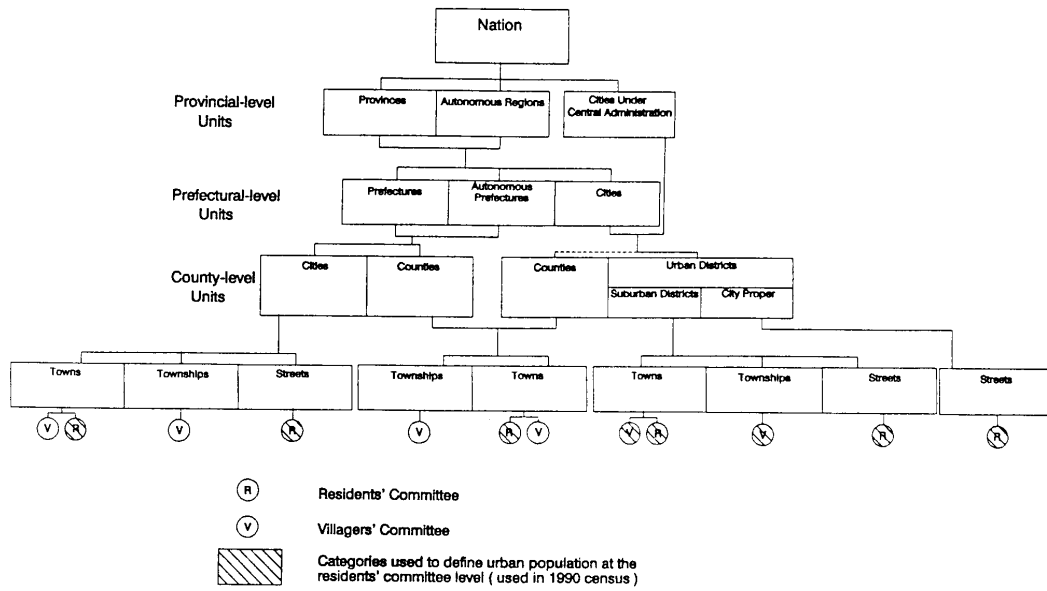 Nation
Provincial-level
Units
Provinces
Autonomous Regions
Cities Under
Central Administration
Prefectural-level
Units
Prefectures
Autonomous
Prefectures
Cities
County-level
Units
Cities
Counties
Counties
Urban Districts
Suburban Districts
City Proper
Towns
Townships
Streets
Townships
Towns
Towns
Townships
Streets
Streets
V
R
V
R
V
R
V
V
R
V
R
R
R
Residents' Committee
V
Villagers' Committee
Categories used to define urban population at the
residents' committee level ( used in 1990 census )